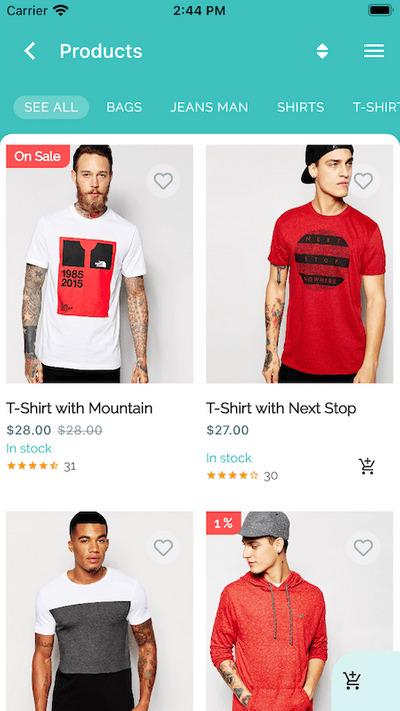 Carrier 2:44 PM
Products
SEE ALL BAGS JEANS MAN SHIRTS T-SHIRT
On Sale
1985
2015
NEXT
STOP
NOWHERE
T-Shirt with Mountain
$28.00 $28.00
In stock
31
T-Shirt with Next Stop
$27.00
In stock
30
1 %